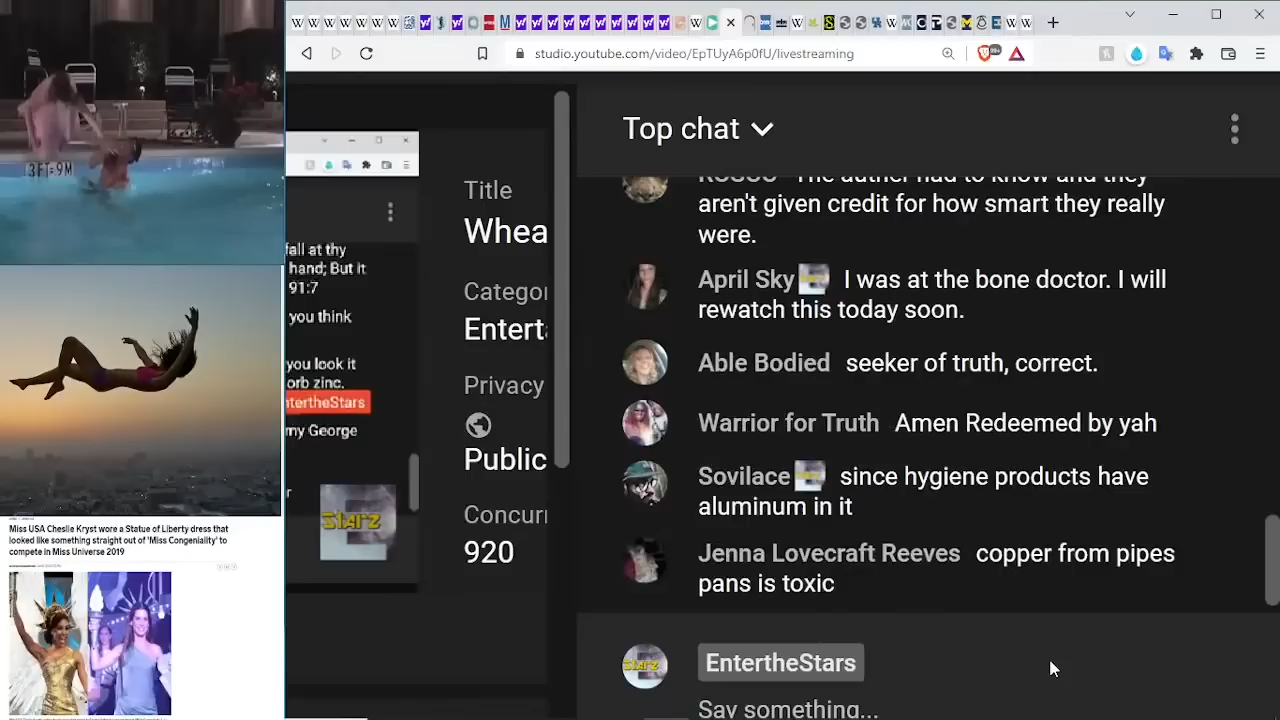 studio.youtube.com/video/EpTUyA6p0fU/livestreaming
99+
3FT=9M
Miss USA Cheslie Kryst wore a Statue of Liberty dress that
looked like something straight out of 'Miss Congeniality' to
compete in Miss Universe 2019
fall at thy
hand; But it
91:7
you think
you look it
orb zinc.
ntertheStars
my George
Starz
Title
Whea
Categor
Enterta
Privacy
Public
Concurr
920
Top chat
The author had to know and they
aren't given credit for how smart they really
were.
April Sky I was at the bone doctor. I will
rewatch this today soon.
Able Bodied seeker of truth, correct.
Warrior for Truth Amen Redeemed by yah
Sovilace since hygiene products have
aluminum in it
Jenna Lovecraft Reeves copper from pipes
pans is toxic
Starz
EntertheStars
Say something...